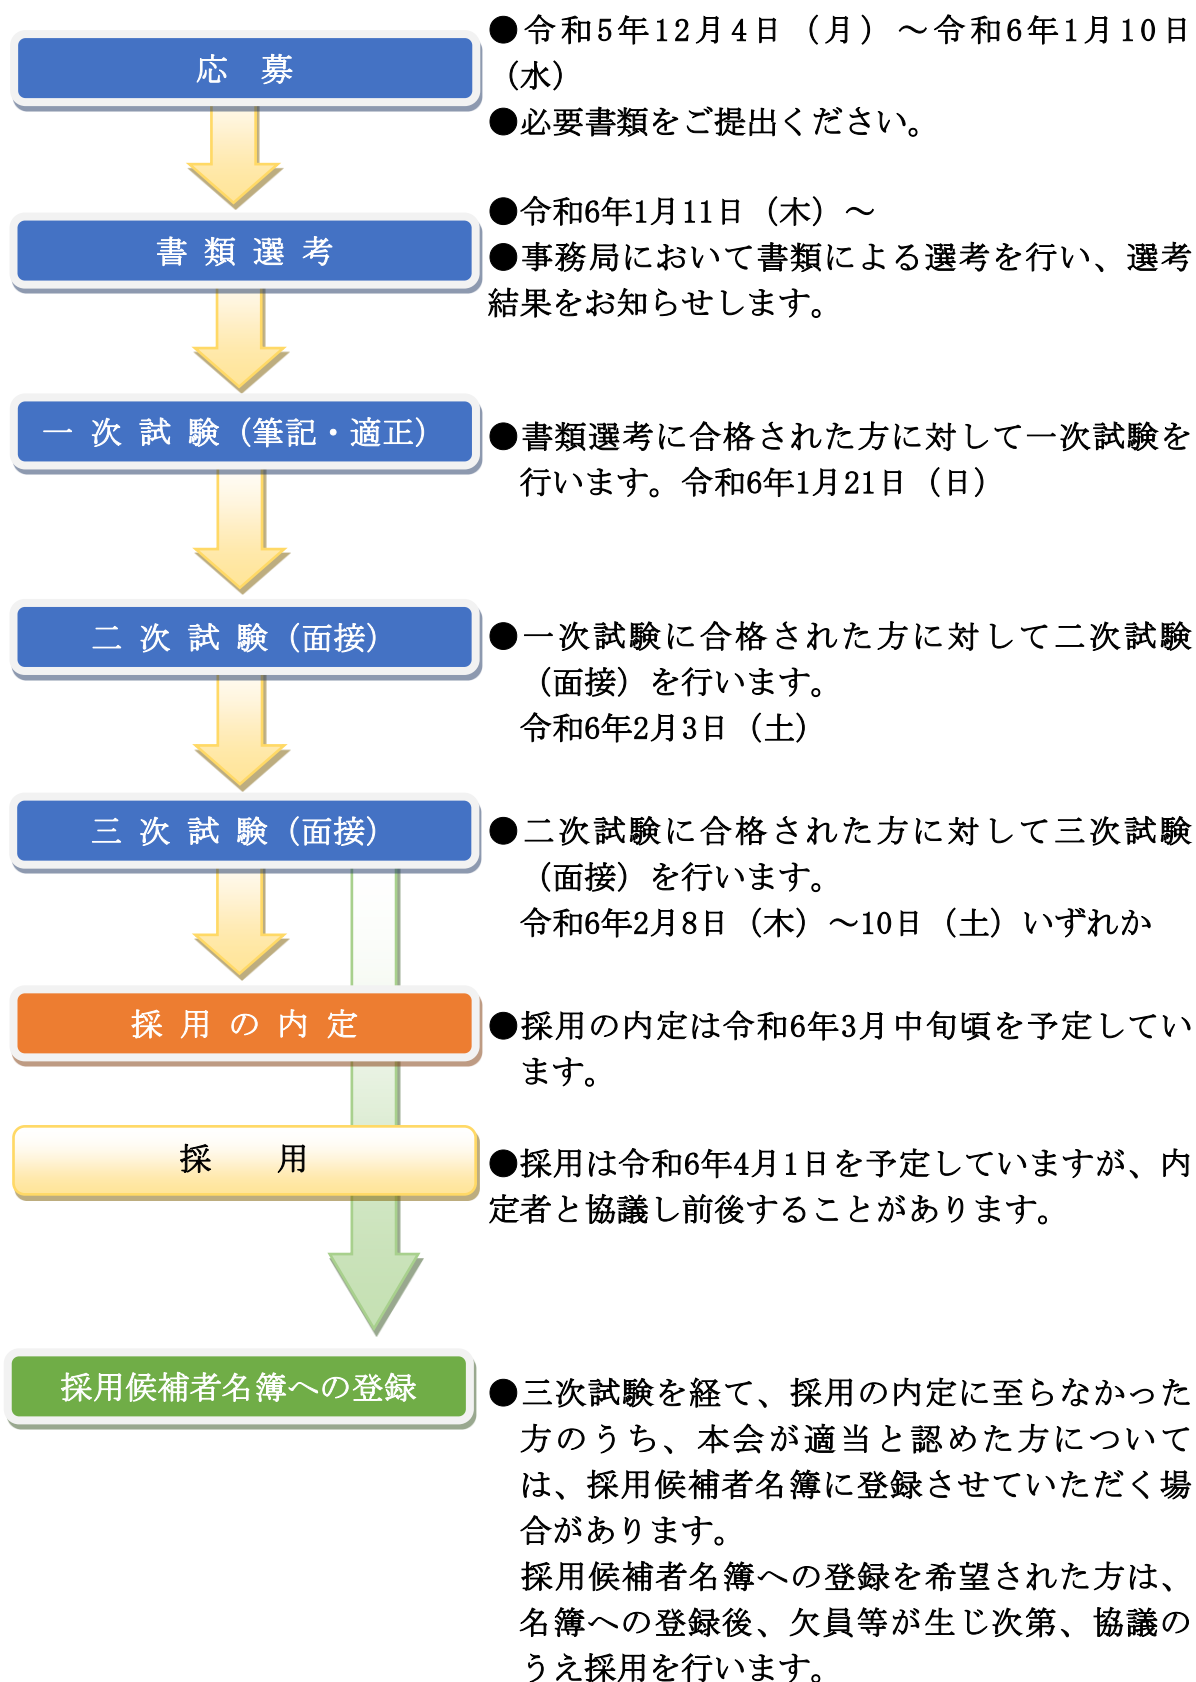 応　募
●令和5年12月4日（月）～令和6年1月10日
（水）
●必要書類をご提出ください。
書 類 選 考
●令和6年1月11日（木）～
●事務局において書類による選考を行い、選考
結果をお知らせします。
一 次 試 験（筆記・適正）
●書類選考に合格された方に対して一次試験を
行います。令和6年1月21日（日）
二 次 試 験（面接）
●一次試験に合格された方に対して二次試験
（面接）を行います。
令和6年2月3日（土）
三 次 試 験（面接）
●二次試験に合格された方に対して三次試験
（面接）を行います。
令和6年2月8日（木）～10日（土）いずれか
採 用 の 内 定
●採用の内定は令和6年3月中旬頃を予定してい
ます。
採　　用
●採用は令和6年4月1日を予定していますが、内
定者と協議し前後することがあります。
採用候補者名簿への登録
●三次試験を経て、採用の内定に至らなかった
方のうち、本会が適当と認めた方について
は、採用候補者名簿に登録させていただく場
合があります。
採用候補者名簿への登録を希望された方は、
名簿への登録後、欠員等が生じ次第、協議の
うえ採用を行います。